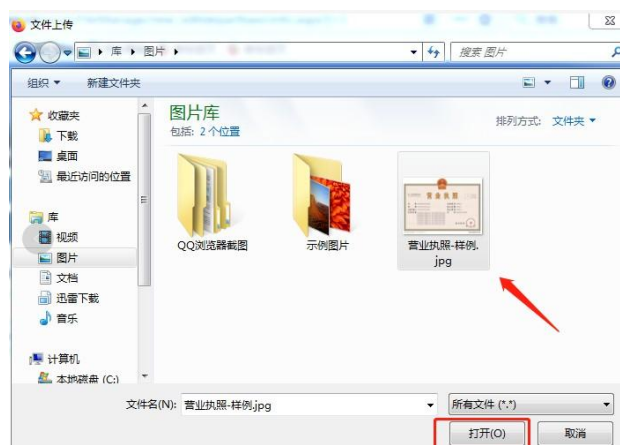 文件上传
库 图片
搜索 图片
组织 新建文件夹
收藏夹
下载
桌面
最近访问的位置
库
视频
图片
文档
迅雷下载
音乐
计算机
本地磁盘 (C:)
图片库
包括: 2 个位置
排列方式: 文件夹
QQ浏览器截图
示例图片
营业执照
营业执照-样例.
jpg
文件名(N): 营业执照-样例.jpg
所有文件 (*.*)
打开(O) 取消